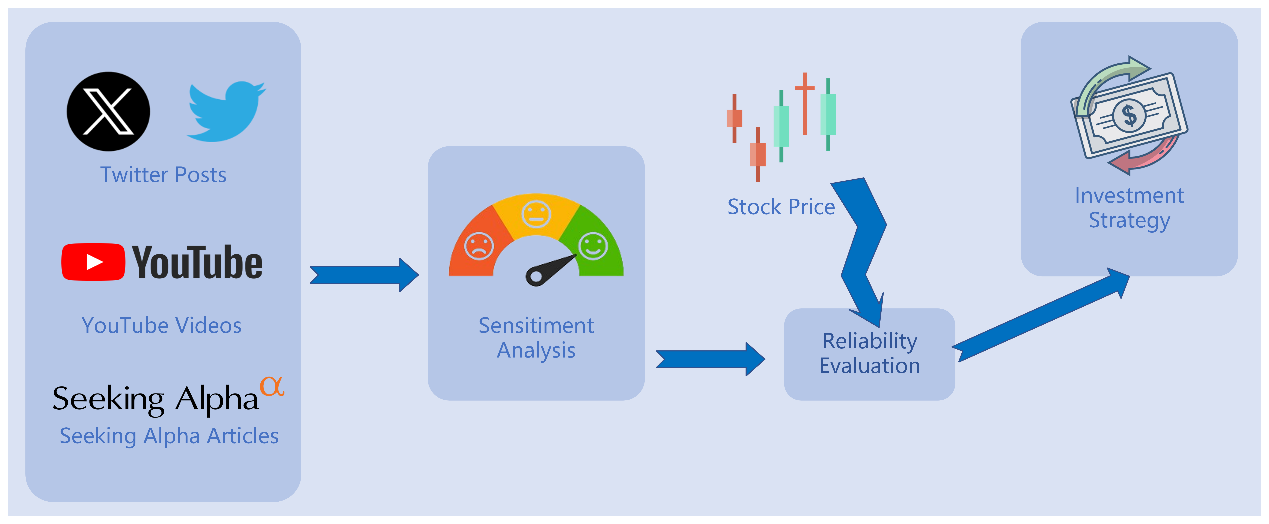 Twitter Posts
YouTube
YouTube Videos
Seeking Alpha α
Seeking Alpha Articles
Sensitiment
Analysis
Stock Price
Reliability
Evaluation
$
Investment
Strategy